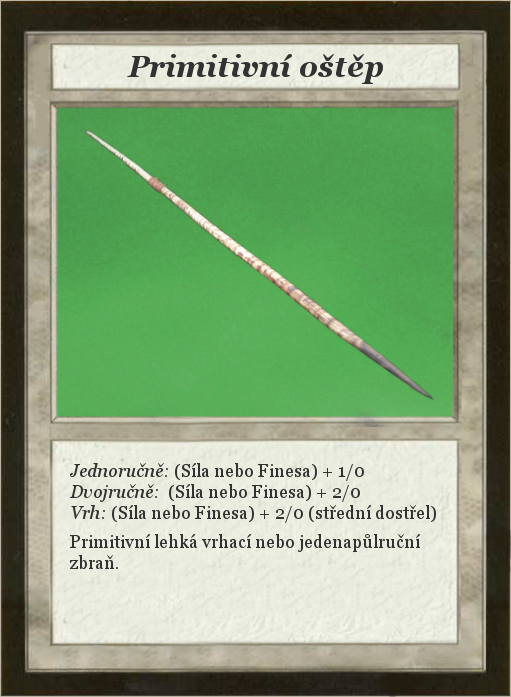 Primitivní oštěp
Jednoručně: (Síla nebo Finesa) + 1/0
Dvojručně: (Síla nebo Finesa) + 2/0
Vrh: (Síla nebo Finesa) + 2/0 (střední dostřel)
Primitivní lehká vrhací nebo jedenapůlruční
zbraň.